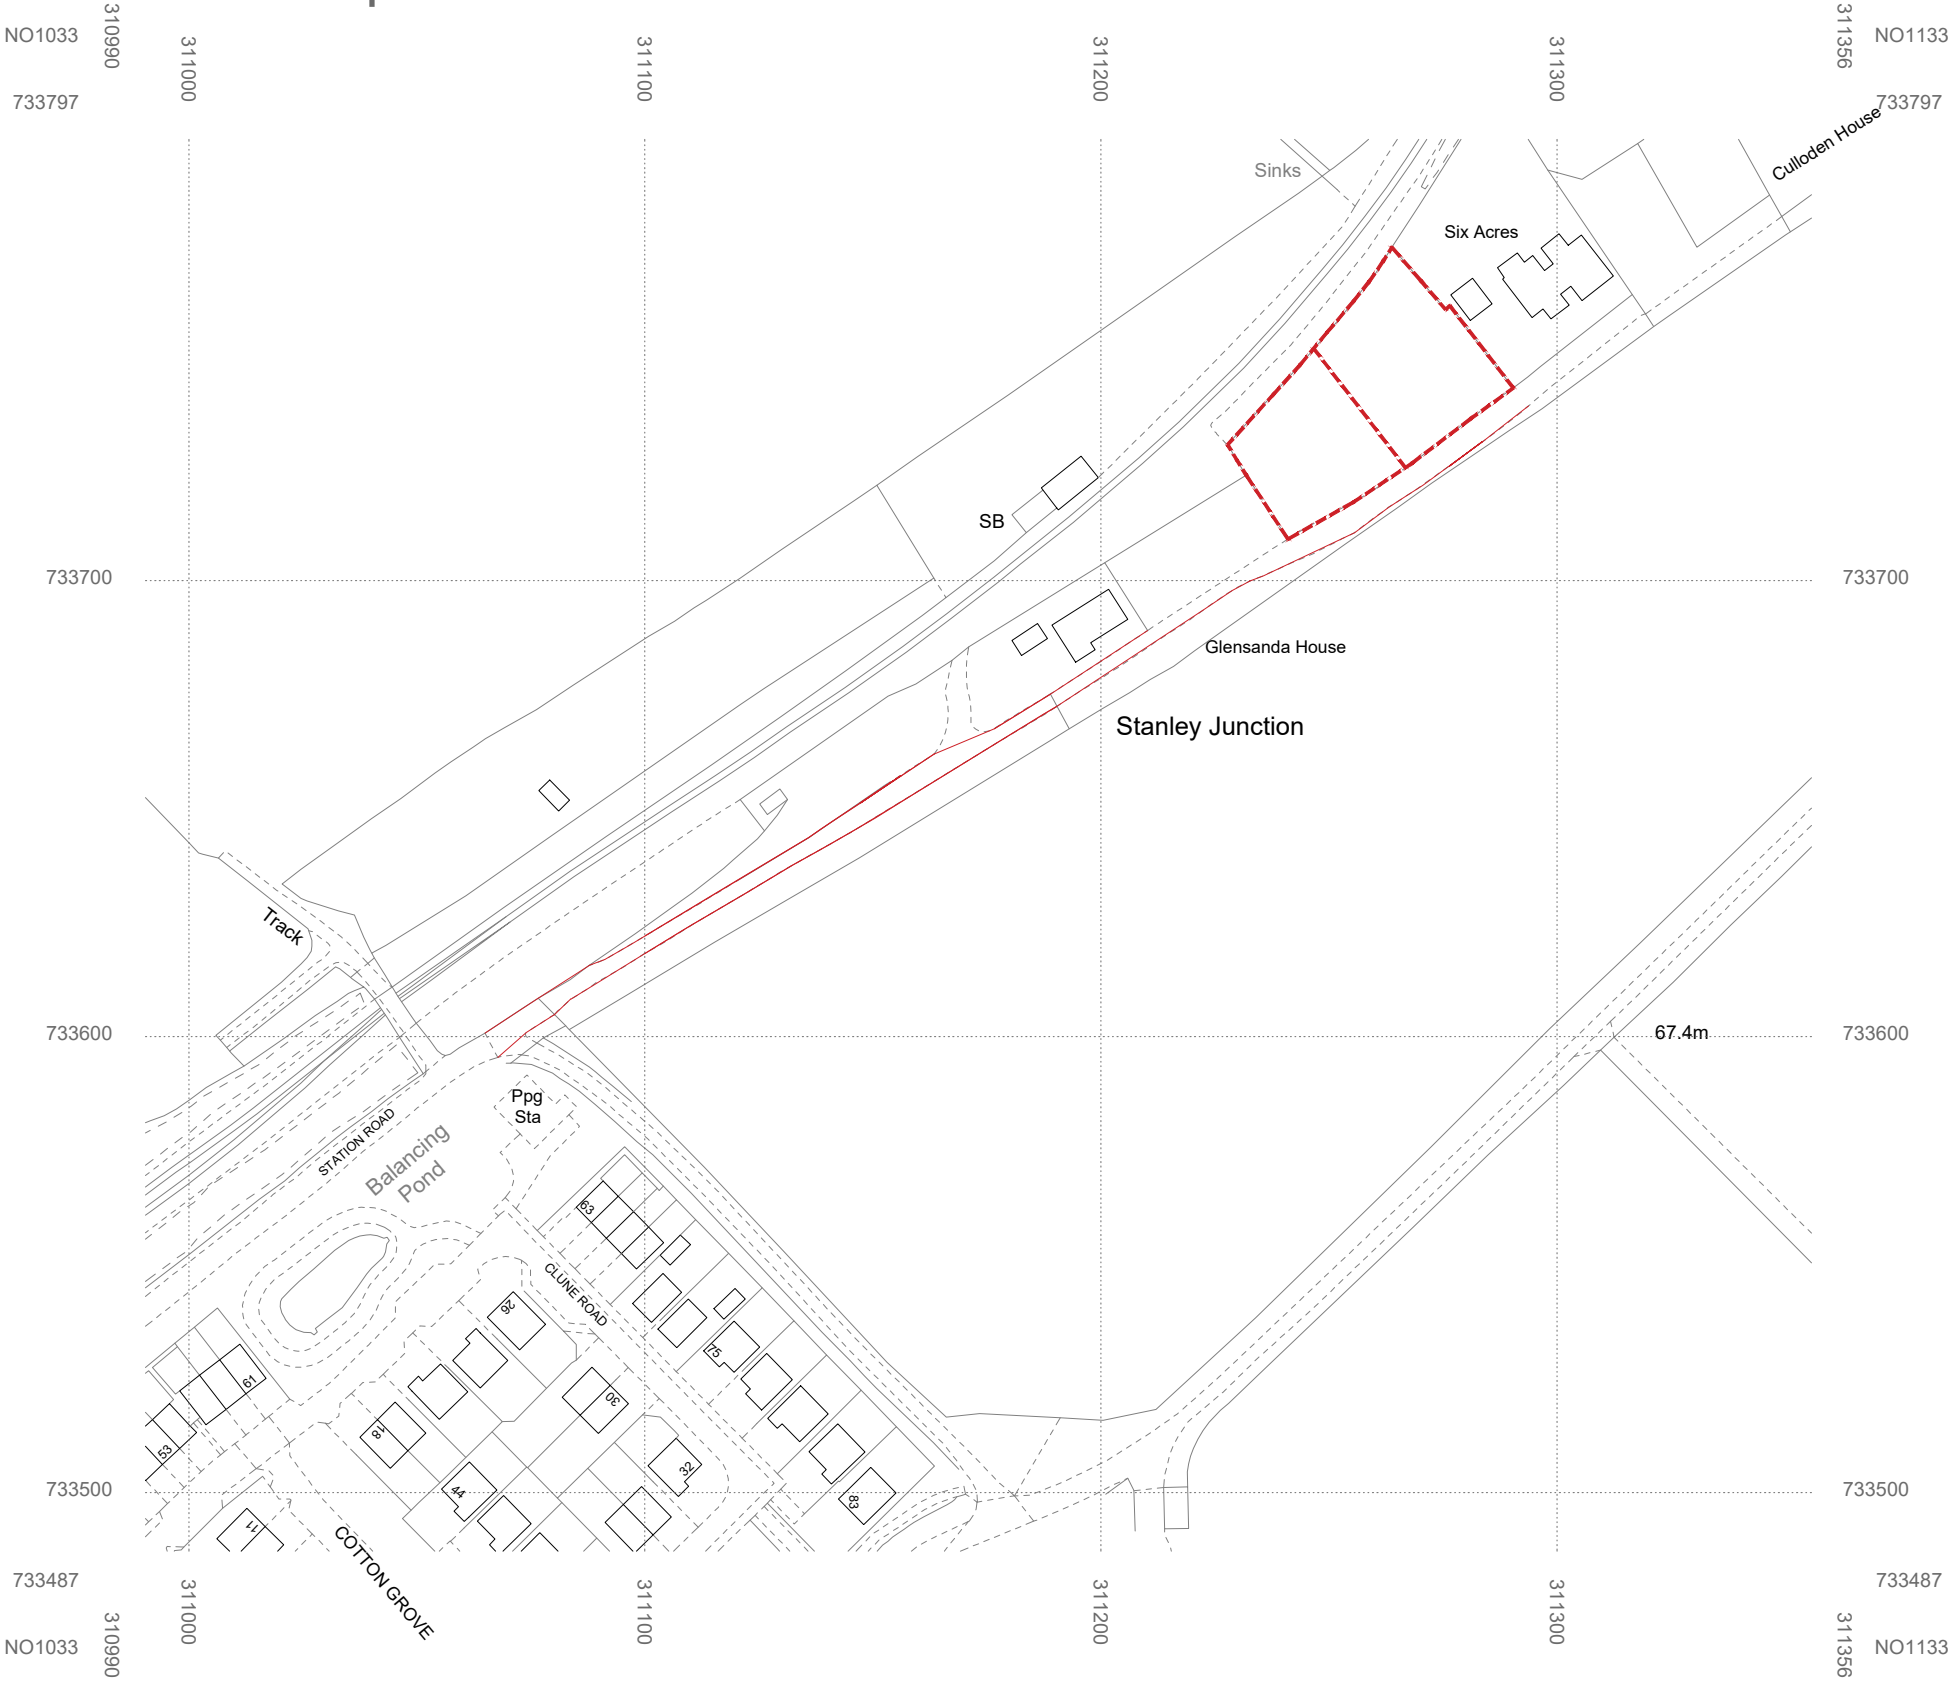 NO1033
310990
311000
311100
311200
311300
311356
NO1133
733797
733797
Culloden House
Sinks
Six Acres
SB
733700
733700
Glensanda House
Stanley Junction
Track
733600
67.4m
733600
Ppg
Sta
STATION ROAD
Balancing
Pond
63
CLUNE ROAD
26
75
61
30
18
53
32
44
83
733500
733500
11
COTTON GROVE
733487
733487
311000
311100
311200
311300
NO1033
310990
311356
NO1133